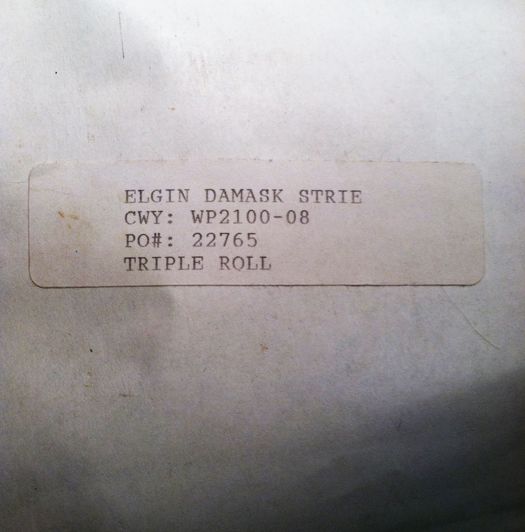 ELGIN DAMASK STRIE
CWY: WP2100-08
PO#: 22765
TRIPLE ROLL